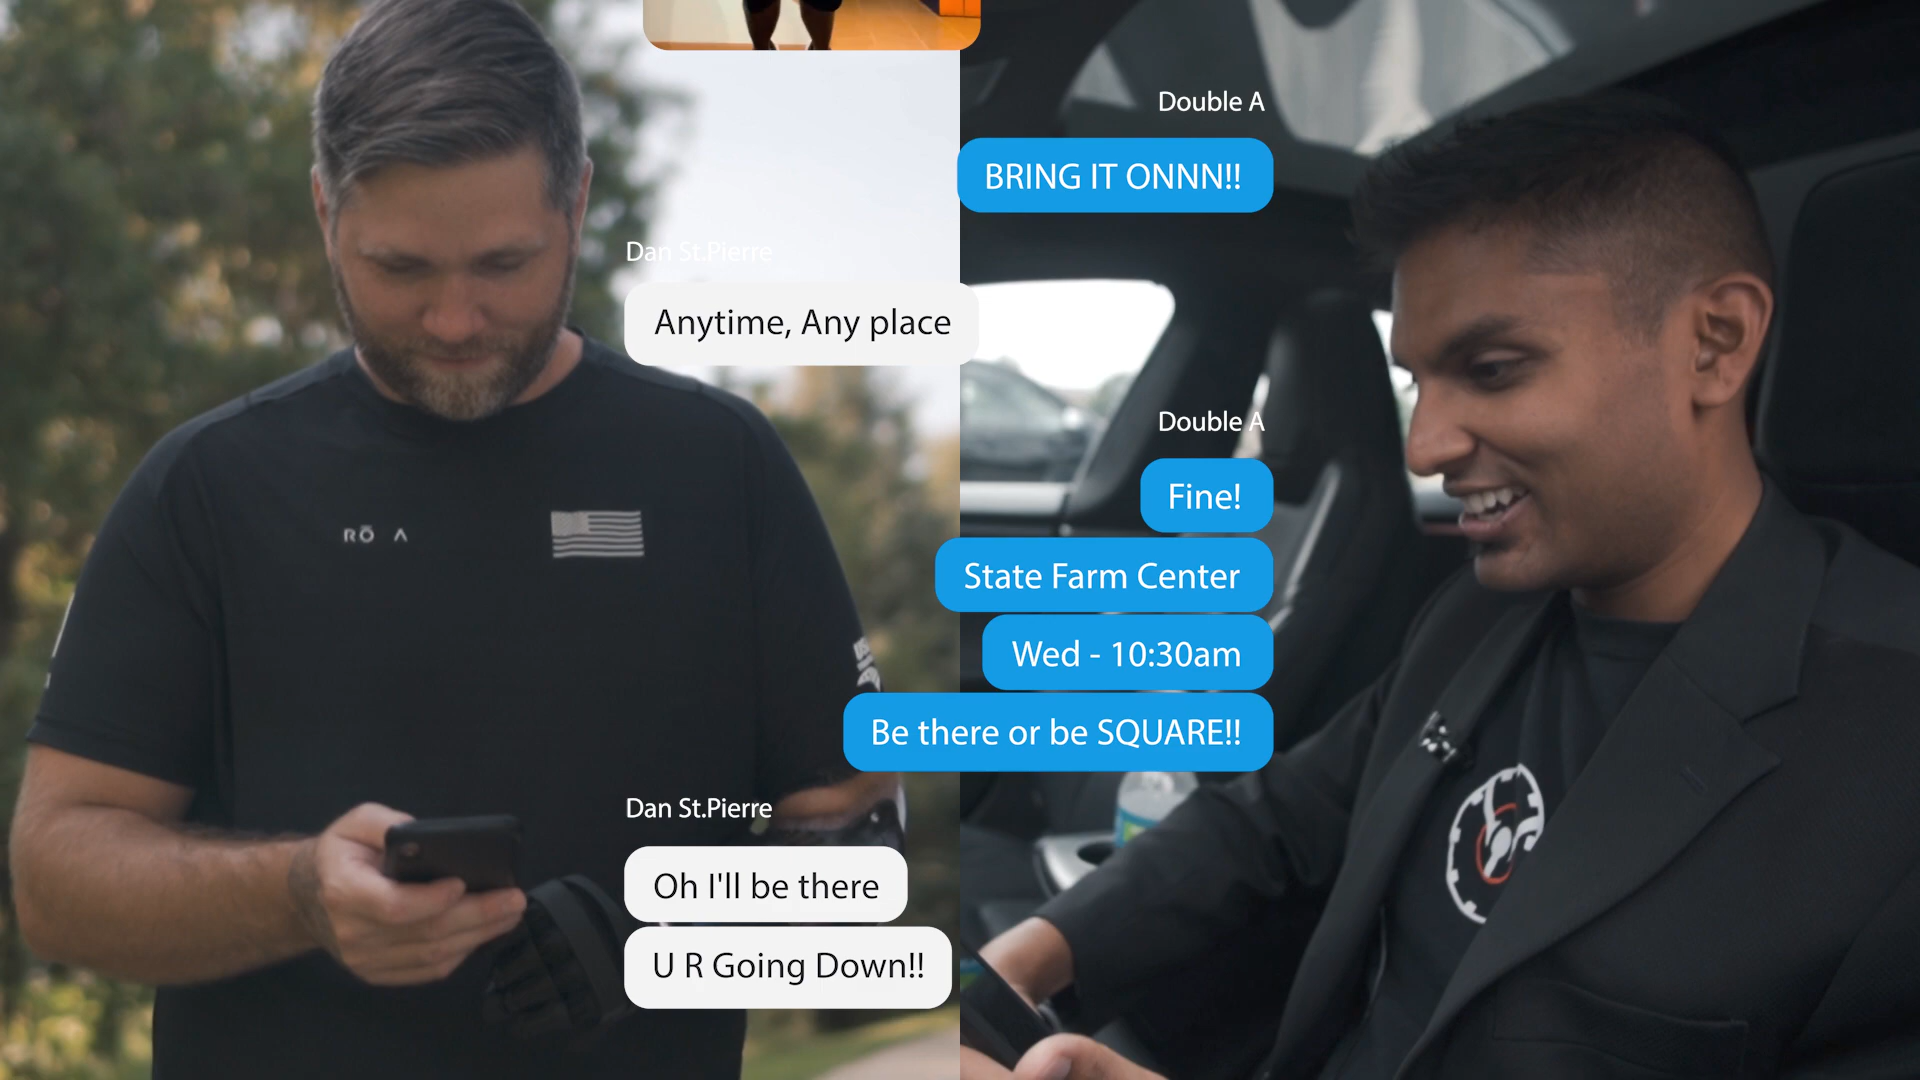 Double A
BRING IT ONNN!!
Dan St.Pierre
Anytime, Any place
Double A
Fine!
State Farm Center
Wed - 10:30am
Be there or be SQUARE!!
Dan St.Pierre
Oh I'll be there
U R Going Down!!
RŌ Λ